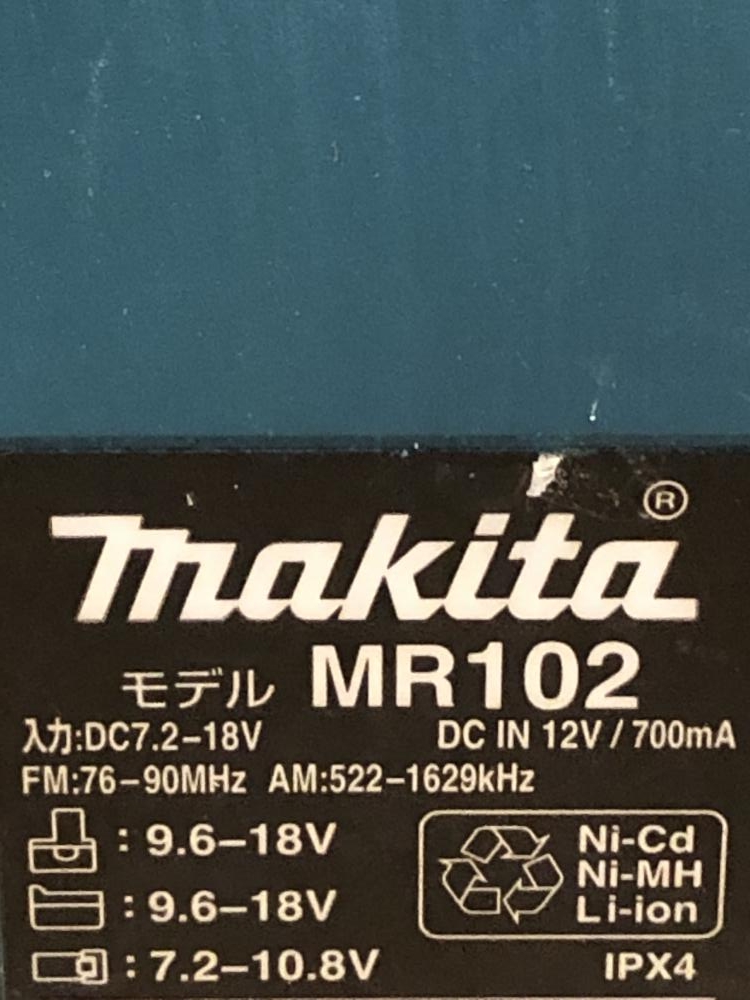 makita®
モデル MR102
入力:DC7.2–18V DC IN 12V / 700mA
FM:76–90MHz AM:522–1629kHz
: 9.6–18V
: 9.6–18V
: 7.2–10.8V
Ni-Cd
Ni-MH
Li-ion
IPX4